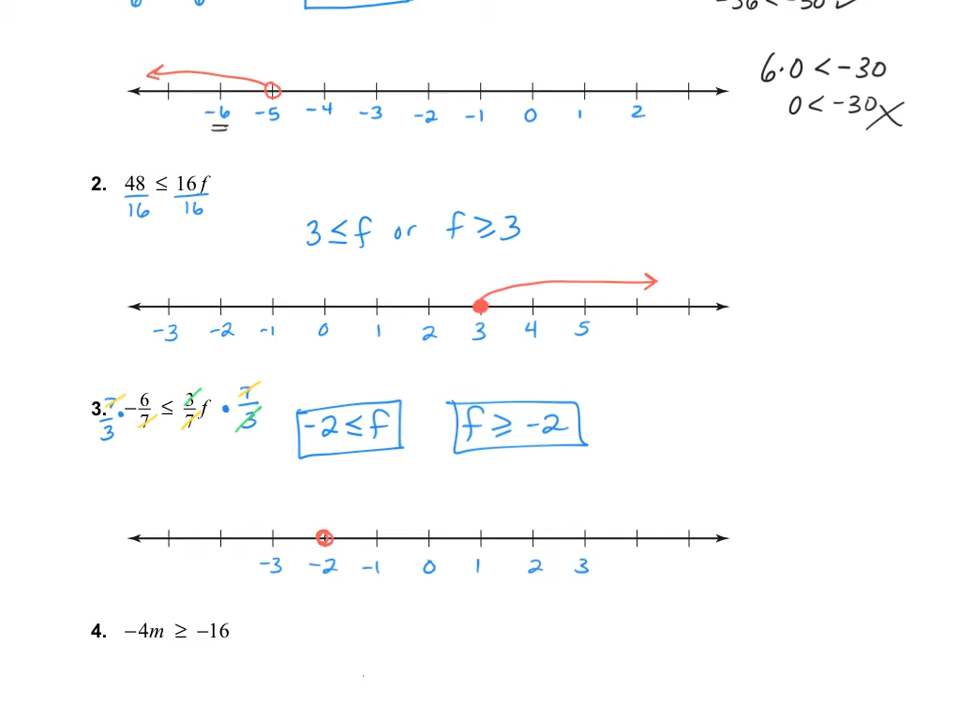 -36 < -30 ✓
6·0 < -30
0 < -30 ✗
-6 -5 -4 -3 -2 -1 0 1 2
2. 48 ≤ 16f
16 16
3 ≤ f or f ≥ 3
-3 -2 -1 0 1 2 3 4 5
3. 7/3 · -6/7 ≤ 3/7 f · 7/3
-2 ≤ f f ≥ -2
-3 -2 -1 0 1 2 3
4. −4m ≥ −16